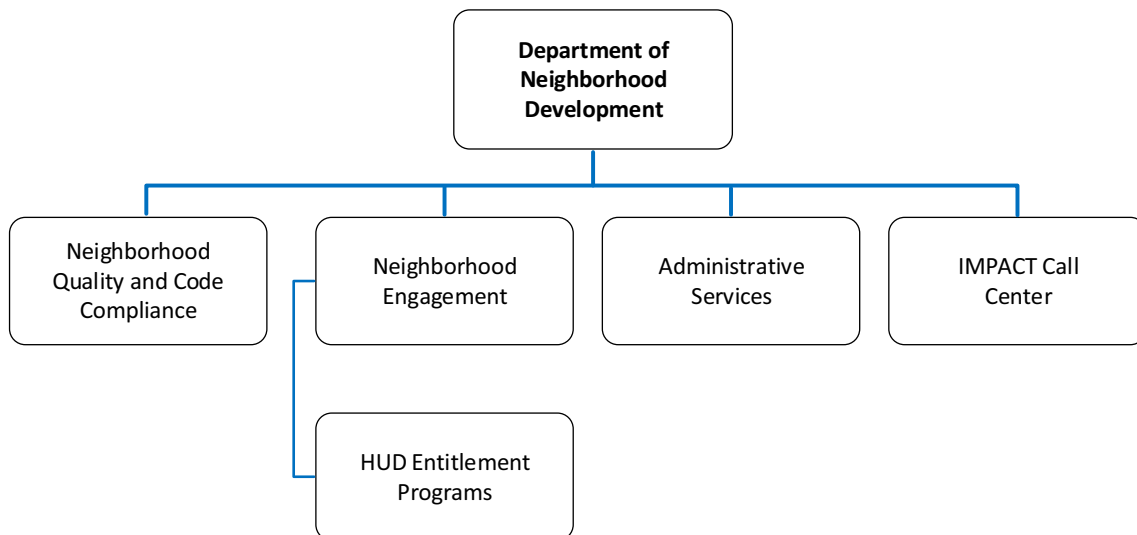 Department of
Neighborhood
Development
Neighborhood
Quality and Code
Compliance
Neighborhood
Engagement
Administrative
Services
IMPACT Call
Center
HUD Entitlement
Programs